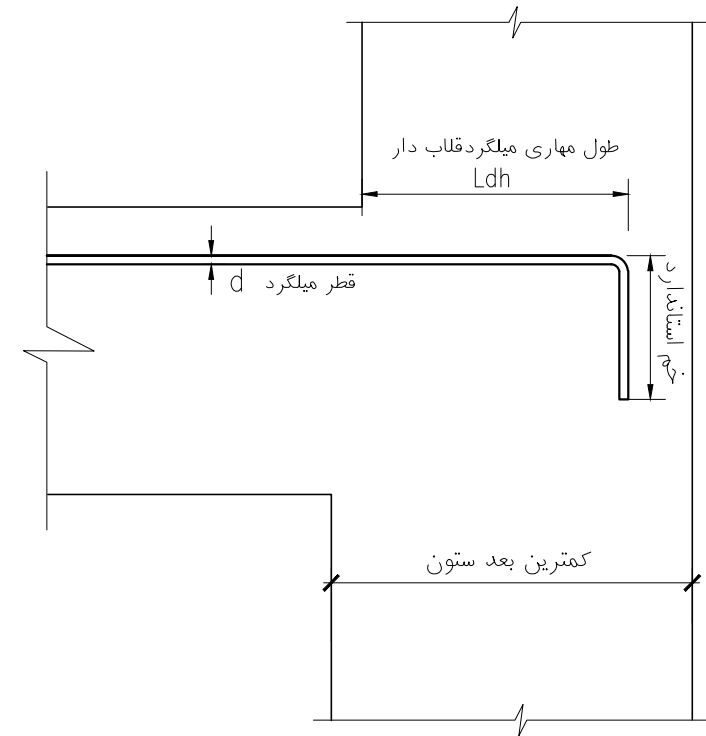 طول مهاری میلگردقلاب دار
Ldh
d قطر میلگرد
خم استاندارد
کمترین بعد ستون